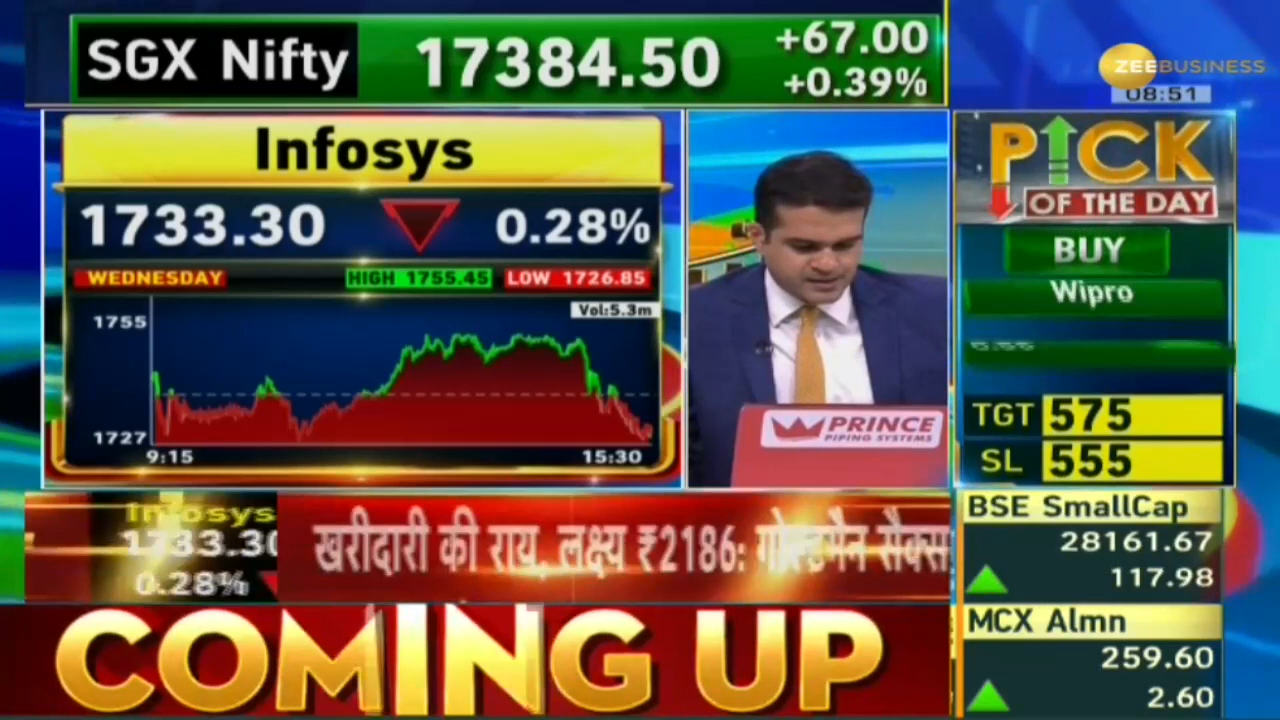 SGX Nifty
17384.50
+67.00
+0.39%
ZEEBUSINESS
08:51
Infosys
1733.30
0.28%
WEDNESDAY
HIGH 1755.45
LOW 1726.85
Vol:5.3m
1755
1727
9:15
15:30
PRINCE
PIPING SYSTEMS
PICK
OF THE DAY
BUY
Wipro
TGT 575
SL 555
Infosys
1733.30
0.28%
खरीदारी की राय, लक्ष्य ₹2186: गोल्डमैन सैक्स
BSE SmallCap
28161.67
117.98
MCX Almn
259.60
2.60
COMING UP